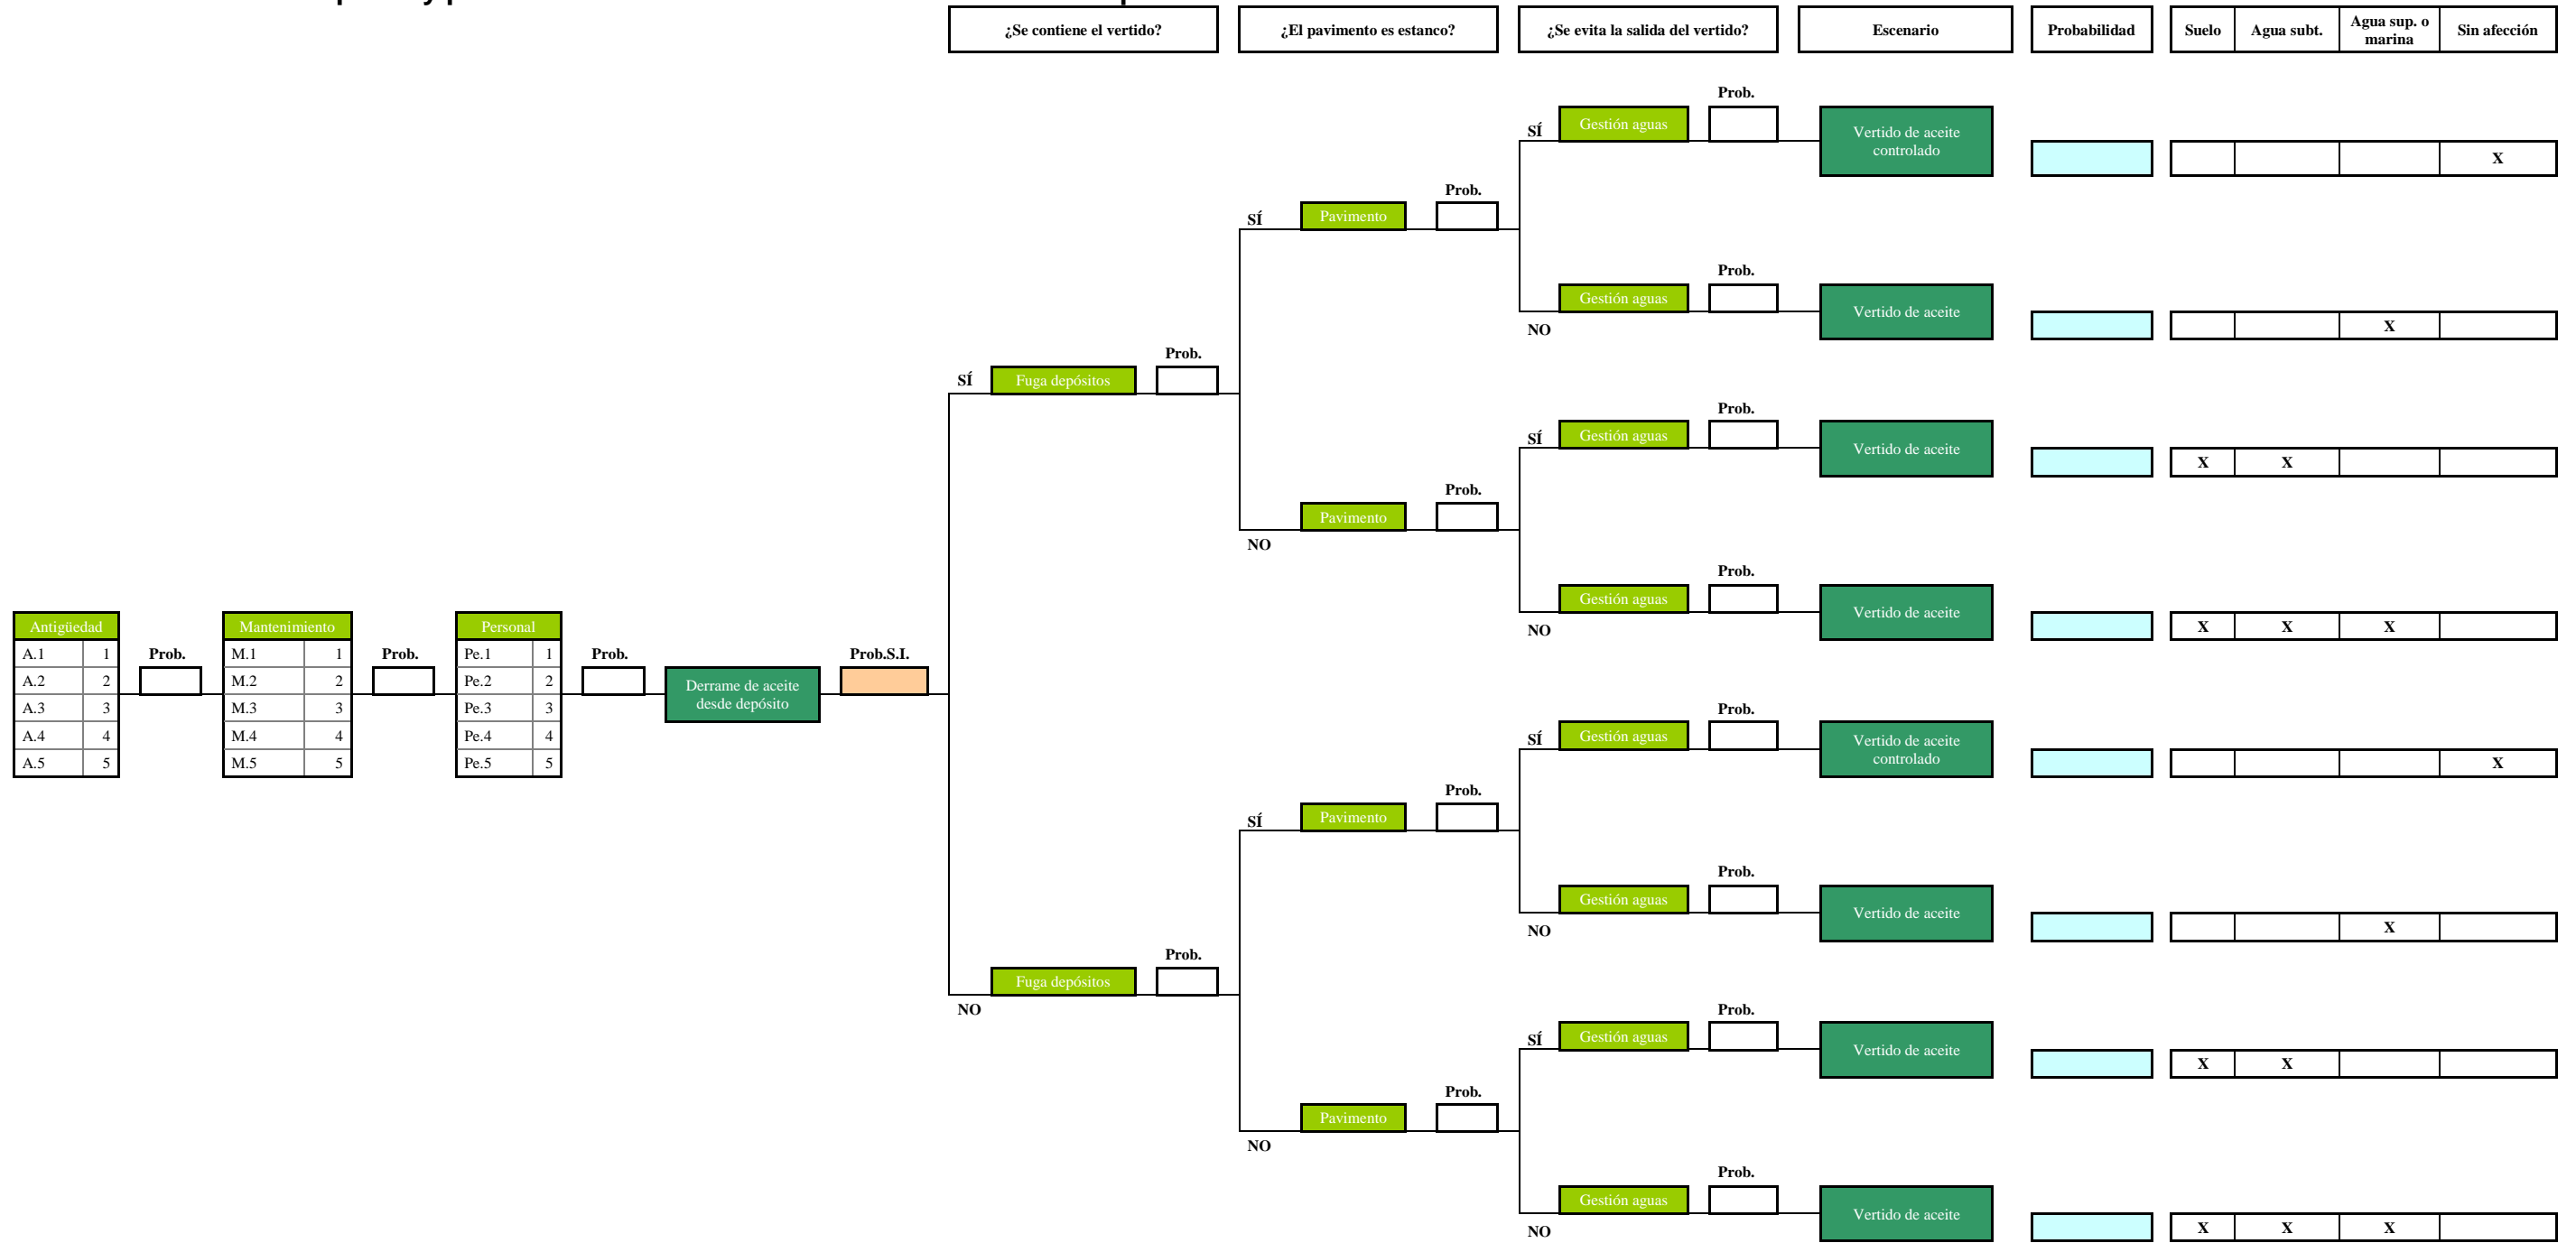 ¿Se contiene el vertido?
¿El pavimento es estanco?
¿Se evita la salida del vertido?
Escenario
Probabilidad
Suelo
Agua subt.
Agua sup. o
marina
Sin afección
Prob.
SÍ
Gestión aguas
Vertido de aceite
controlado
X
Prob.
SÍ
Pavimento
Prob.
Gestión aguas
Vertido de aceite
NO
X
Prob.
SÍ
Fuga depósitos
Prob.
SÍ
Gestión aguas
Vertido de aceite
X
X
Prob.
Pavimento
NO
Prob.
Gestión aguas
Vertido de aceite
NO
X
X
X
Antigüedad
A.1 1
A.2 2
A.3 3
A.4 4
A.5 5
Prob.
Mantenimiento
M.1 1
M.2 2
M.3 3
M.4 4
M.5 5
Prob.
Personal
Pe.1 1
Pe.2 2
Pe.3 3
Pe.4 4
Pe.5 5
Prob.
Derrame de aceite
desde depósito
Prob.S.I.
Prob.
SÍ
Gestión aguas
Vertido de aceite
controlado
X
Prob.
SÍ
Pavimento
Prob.
Gestión aguas
Vertido de aceite
NO
X
Prob.
Fuga depósitos
NO
Prob.
SÍ
Gestión aguas
Vertido de aceite
X
X
Prob.
Pavimento
NO
Prob.
Gestión aguas
Vertido de aceite
NO
X
X
X